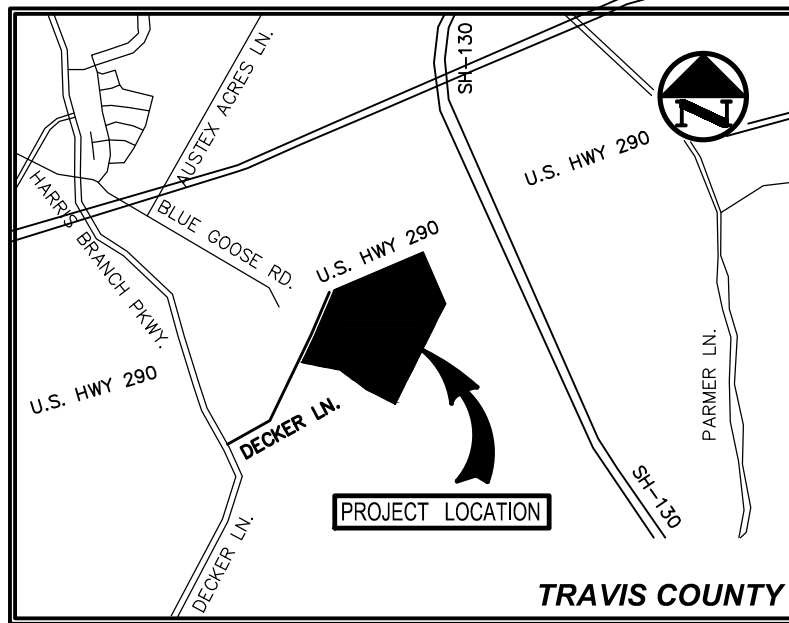 SH-130
AUSTEX ACRES LN.
N
U.S. HWY 290
HARRIS BRANCH PKWY.
BLUE GOOSE RD.
U.S. HWY 290
U.S. HWY 290
PARMER LN.
DECKER LN.
SH-130
PROJECT LOCATION
DECKER LN.
TRAVIS COUNTY